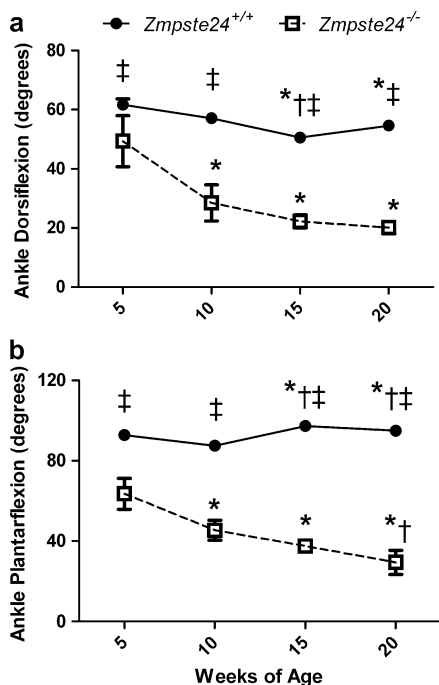 a
Zmpste24+/+ Zmpste24-/-
Ankle Dorsiflexion (degrees)
80
60
40
20
0
‡ ‡ *†‡ *‡
* * *
5 10 15 20
b
Ankle Plantarflexion (degrees)
120
80
40
0
‡ ‡ *†‡ *†‡
* * *†
5 10 15 20
Weeks of Age